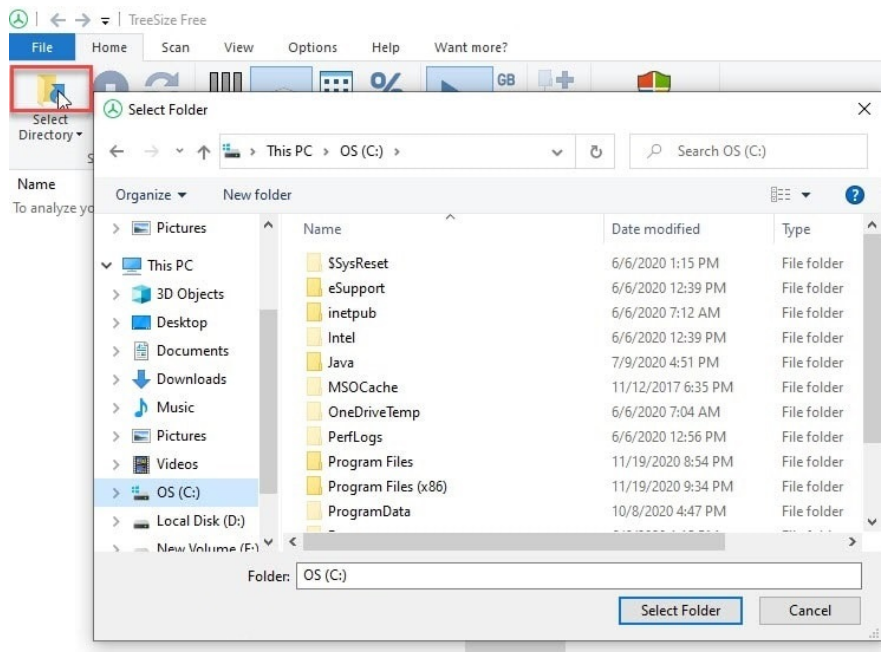 TreeSize Free
File Home Scan View Options Help Want more?
GB
Select
Directory
S
Select Folder
This PC > OS (C:) >
Search OS (C:)
Organize New folder
Name
To analyze yo
Pictures
This PC
3D Objects
Desktop
Documents
Downloads
Music
Pictures
Videos
OS (C:)
Local Disk (D:)
New Volume (E:)
Name Date modified Type
$SysReset 6/6/2020 1:15 PM File folder
eSupport 6/6/2020 12:39 PM File folder
inetpub 6/6/2020 7:12 AM File folder
Intel 6/6/2020 12:39 PM File folder
Java 7/9/2020 4:51 PM File folder
MSOCache 11/12/2017 6:35 PM File folder
OneDriveTemp 6/6/2020 7:04 AM File folder
PerfLogs 6/6/2020 12:56 PM File folder
Program Files 11/19/2020 8:54 PM File folder
Program Files (x86) 11/19/2020 9:34 PM File folder
ProgramData 10/8/2020 4:47 PM File folder
Folder: OS (C:)
Select Folder Cancel